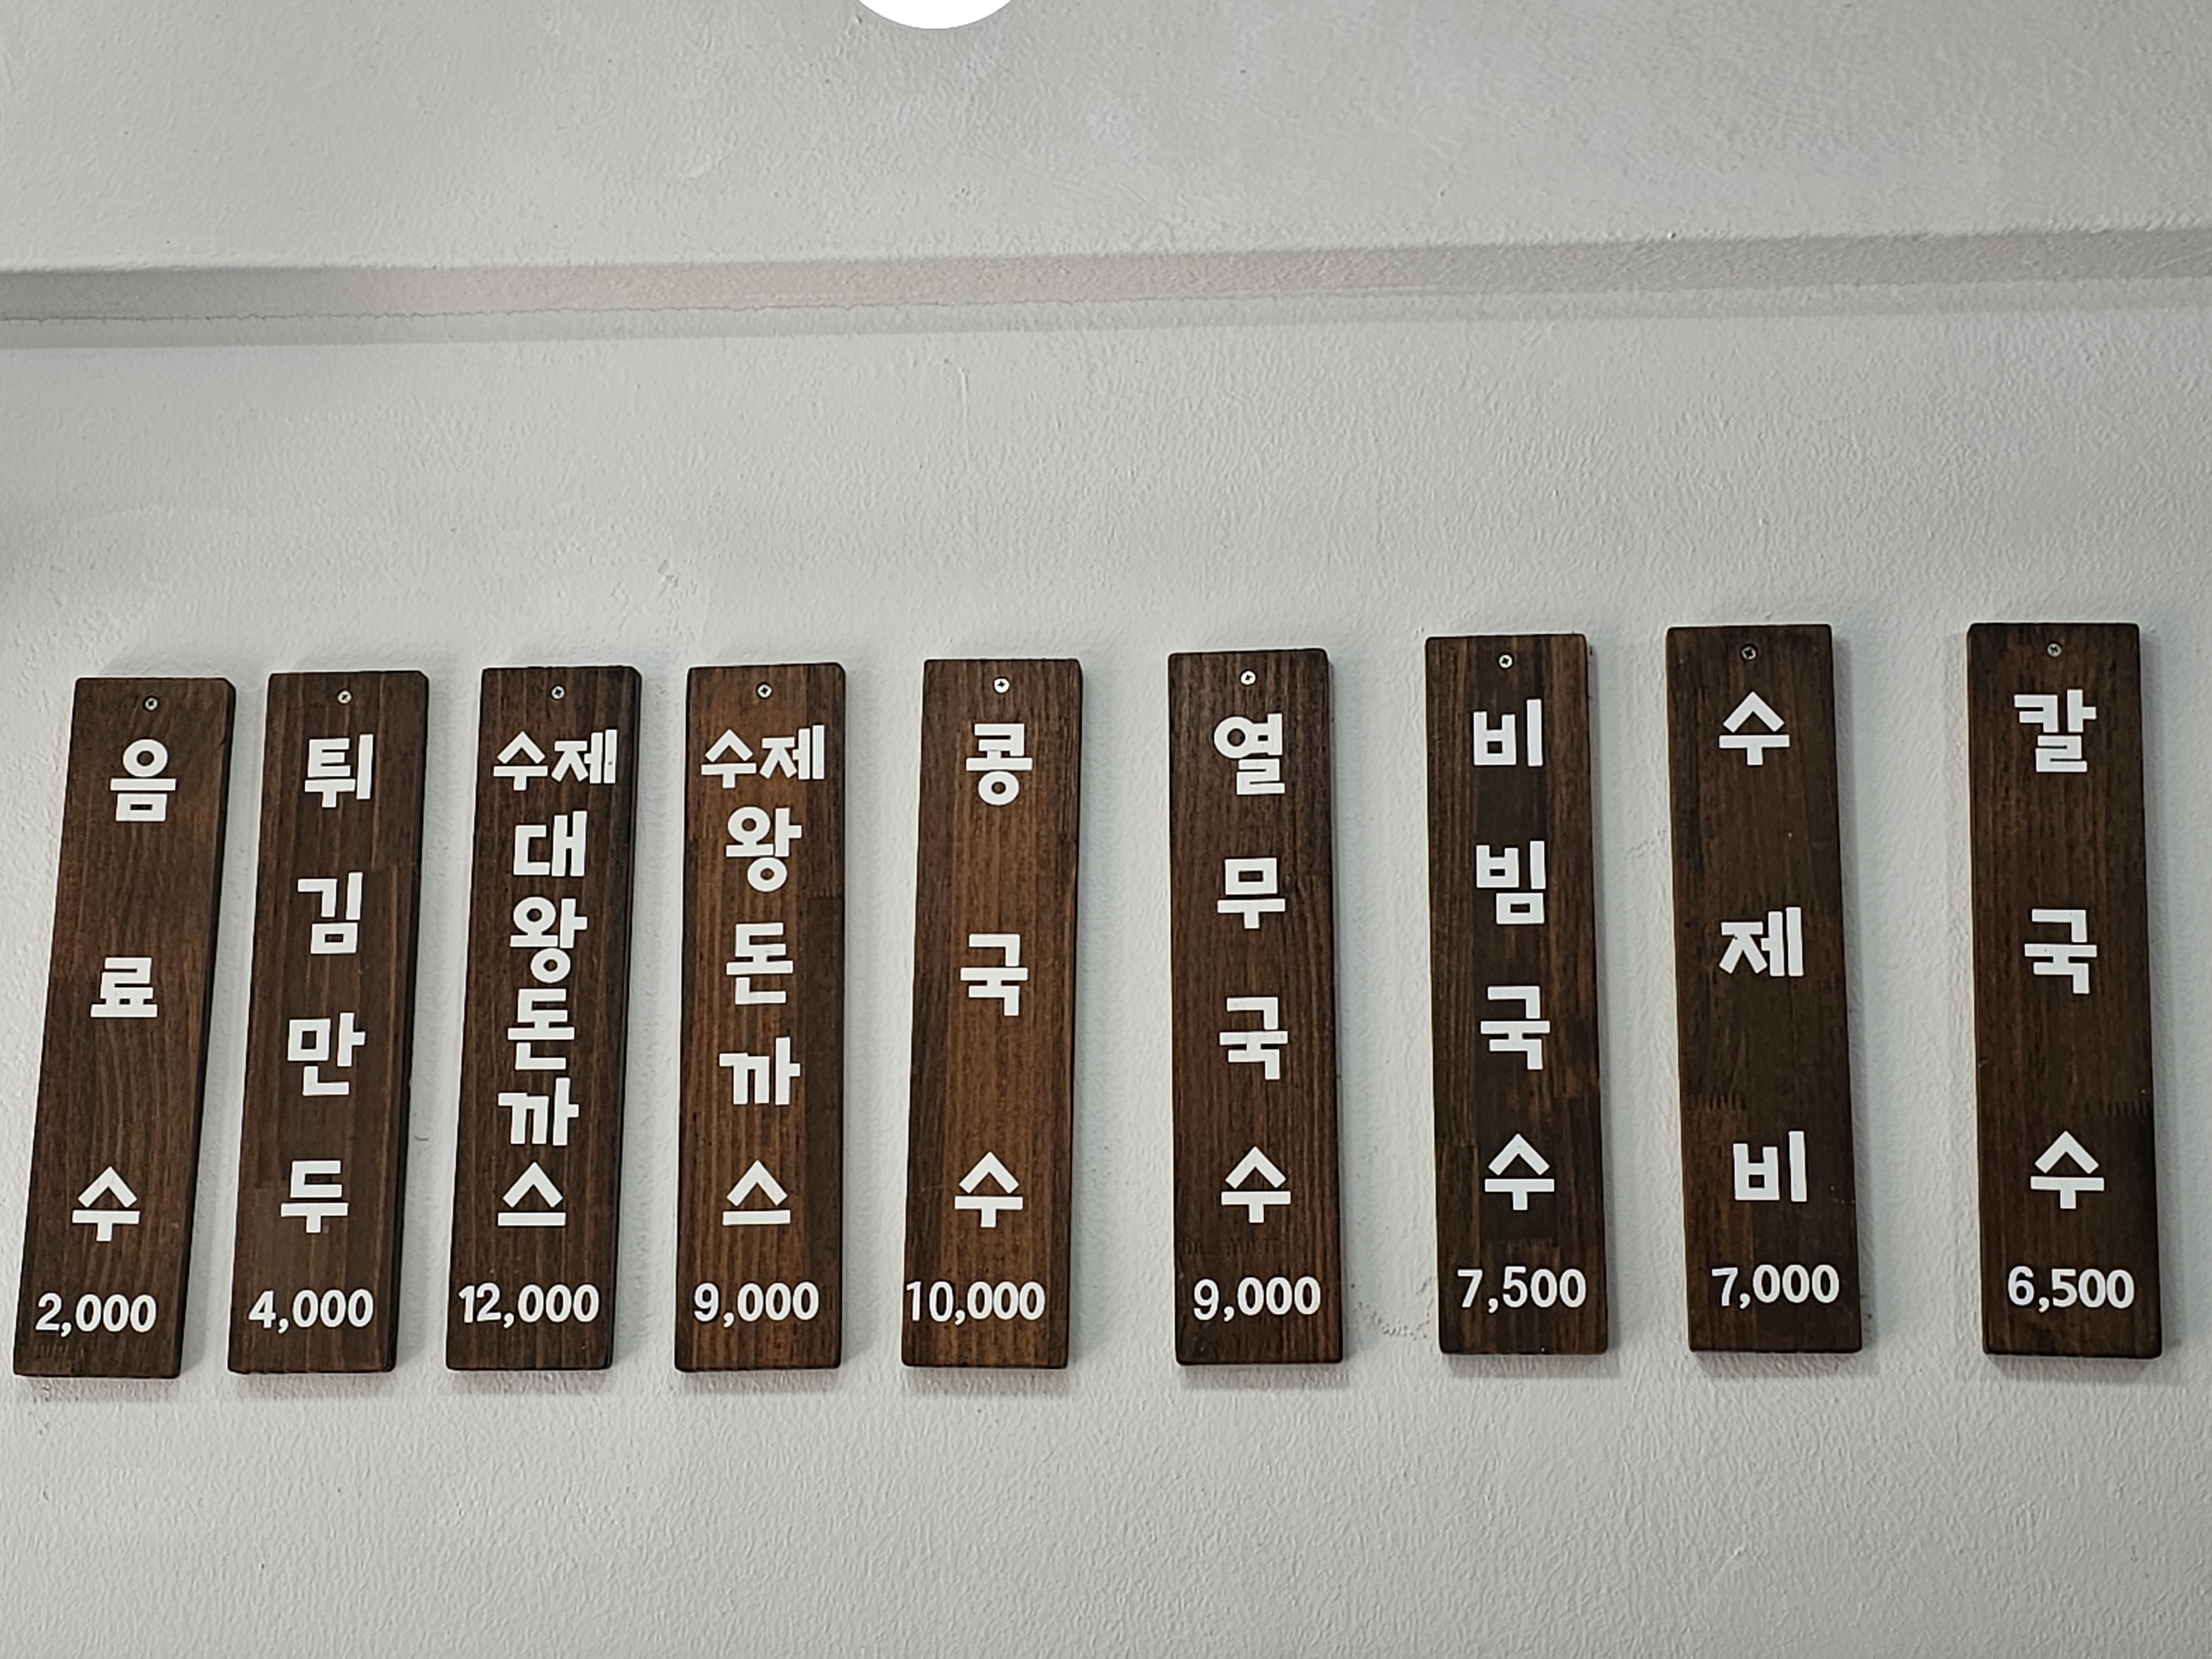 음료수
2,000
튀김만두
4,000
수제
대왕돈까스
12,000
수제
왕돈까스
9,000
콩국수
10,000
열무국수
9,000
비빔국수
7,500
수제비
7,000
칼국수
6,500